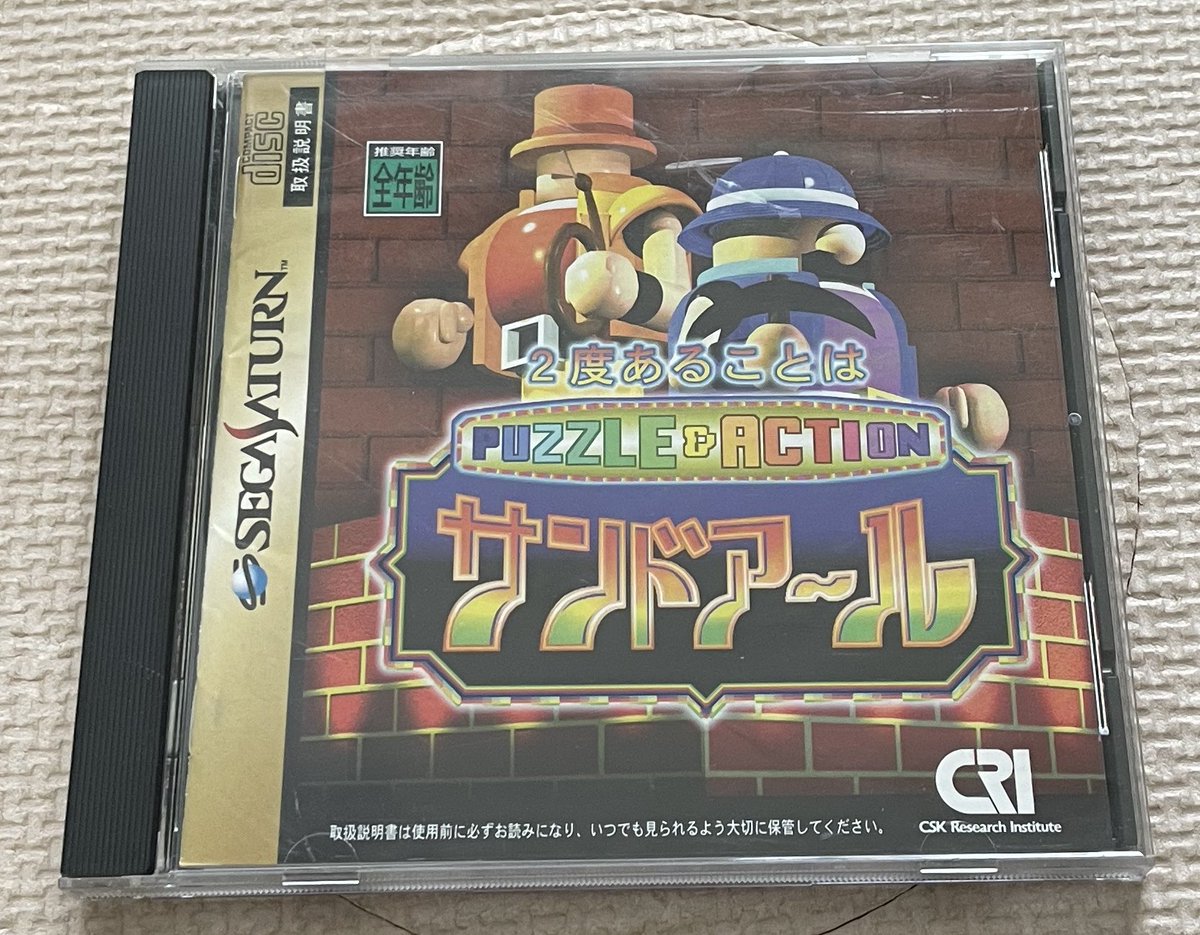 COMPACT
disc
取扱説明書
SEGA SATURN™
推奨年齢
全年齢
2度あることは
PUZZLE & ACTION
サンドア〜ル
CRI
CSK Research Institute
取扱説明書は使用前に必ずお読みになり、いつでも見られるよう大切に保管してください。